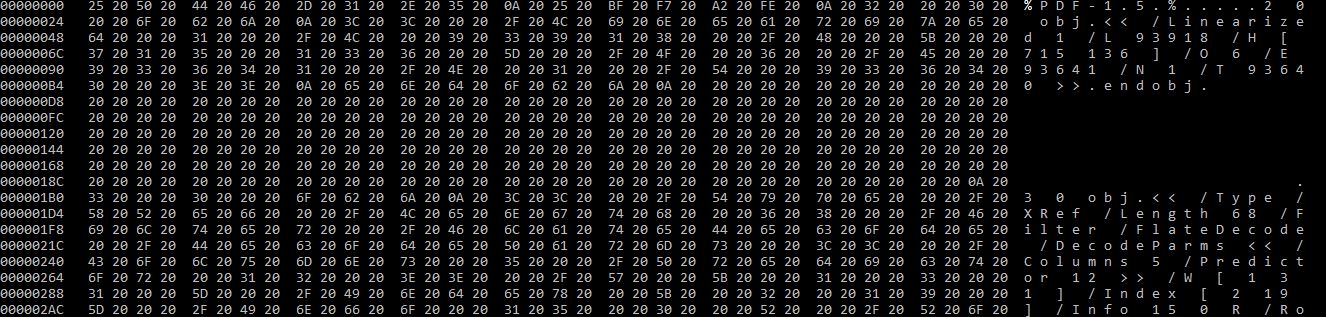 00000000 25 20 50 20 44 20 46 20 2D 20 31 20 2E 20 35 20 0A 20 25 20 BF 20 F7 20 A2 20 FE 20 0A 20 32 20 20 20 30 20 % P D F - 1 . 5 . % . . . . . 2   0
00000024 20 20 6F 20 62 20 6A 20 0A 20 3C 20 3C 20 20 20 2F 20 4C 20 69 20 6E 20 65 20 61 20 72 20 69 20 7A 20 65 20 o b j . < <   / L i n e a r i z e
00000048 64 20 20 20 31 20 20 20 2F 20 4C 20 20 20 39 20 33 20 39 20 31 20 38 20 20 20 2F 20 48 20 20 20 5B 20 20 20 d   1   / L   9 3 9 1 8   / H   [
0000006C 37 20 31 20 35 20 20 20 31 20 33 20 36 20 20 20 5D 20 20 20 2F 20 4F 20 20 20 36 20 20 20 2F 20 45 20 20 20 7 1 5   1 3 6   ]   / O   6   / E
00000090 39 20 33 20 36 20 34 20 31 20 20 20 2F 20 4E 20 20 20 31 20 20 20 2F 20 54 20 20 20 39 20 33 20 36 20 34 20 9 3 6 4 1   / N   1   / T   9 3 6 4
000000B4 30 20 20 20 3E 20 3E 20 0A 20 65 20 6E 20 64 20 6F 20 62 20 6A 20 0A 20 20 20 20 20 20 20 20 20 20 20 20 20 0   > > . e n d o b j .
000000D8 20 20 20 20 20 20 20 20 20 20 20 20 20 20 20 20 20 20 20 20 20 20 20 20 20 20 20 20 20 20 20 20 20 20 20 20
000000FC 20 20 20 20 20 20 20 20 20 20 20 20 20 20 20 20 20 20 20 20 20 20 20 20 20 20 20 20 20 20 20 20 20 20 20 20
00000120 20 20 20 20 20 20 20 20 20 20 20 20 20 20 20 20 20 20 20 20 20 20 20 20 20 20 20 20 20 20 20 20 20 20 20 20
00000144 20 20 20 20 20 20 20 20 20 20 20 20 20 20 20 20 20 20 20 20 20 20 20 20 20 20 20 20 20 20 20 20 20 20 20 20
00000168 20 20 20 20 20 20 20 20 20 20 20 20 20 20 20 20 20 20 20 20 20 20 20 20 20 20 20 20 20 20 20 20 20 20 20 20
0000018C 20 20 20 20 20 20 20 20 20 20 20 20 20 20 20 20 20 20 20 20 20 20 20 20 20 20 20 20 20 20 20 20 20 20 0A 20 .
000001B0 33 20 20 20 30 20 20 20 6F 20 62 20 6A 20 0A 20 3C 20 3C 20 20 20 2F 20 54 20 79 20 70 20 65 20 20 20 2F 20 3   0   o b j . < <   / T y p e   /
000001D4 58 20 52 20 65 20 66 20 20 20 2F 20 4C 20 65 20 6E 20 67 20 74 20 68 20 20 20 36 20 38 20 20 20 2F 20 46 20 X R e f   / L e n g t h   6 8   / F
000001F8 69 20 6C 20 74 20 65 20 72 20 20 20 2F 20 46 20 6C 20 61 20 74 20 65 20 44 20 65 20 63 20 6F 20 64 20 65 20 i l t e r   / F l a t e D e c o d e
0000021C 20 20 2F 20 44 20 65 20 63 20 6F 20 64 20 65 20 50 20 61 20 72 20 6D 20 73 20 20 20 3C 20 3C 20 20 20 2F 20 / D e c o d e P a r m s   < <   /
00000240 43 20 6F 20 6C 20 75 20 6D 20 6E 20 73 20 20 20 35 20 20 20 2F 20 50 20 72 20 65 20 64 20 69 20 63 20 74 20 C o l u m n s   5   / P r e d i c t
00000264 6F 20 72 20 20 20 31 20 32 20 20 20 3E 20 3E 20 20 20 2F 20 57 20 20 20 5B 20 20 20 31 20 20 20 33 20 20 20 o r   1 2   > >   / W   [   1   3
00000288 31 20 20 20 5D 20 20 20 2F 20 49 20 6E 20 64 20 65 20 78 20 20 20 5B 20 20 20 32 20 20 20 31 20 39 20 20 20 1   ]   / I n d e x   [   2   1 9
000002AC 5D 20 20 20 2F 20 49 20 6E 20 66 20 6F 20 20 20 31 20 35 20 20 20 30 20 20 20 52 20 20 20 2F 20 52 20 6F 20 ]   / I n f o   1 5   0   R   / R o